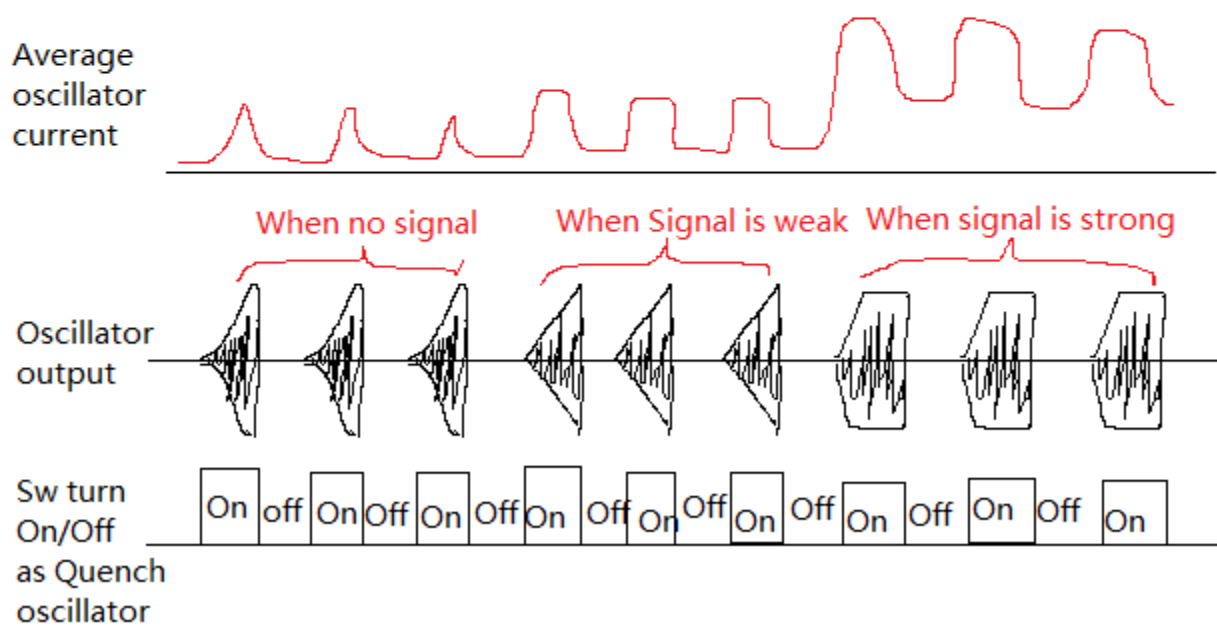 Average
oscillator
current
When no signal
When Signal is weak
When signal is strong
Oscillator
output
Sw turn
On/Off
as Quench
oscillator
On off On Off On Off On Off On Off On Off On Off On Off On